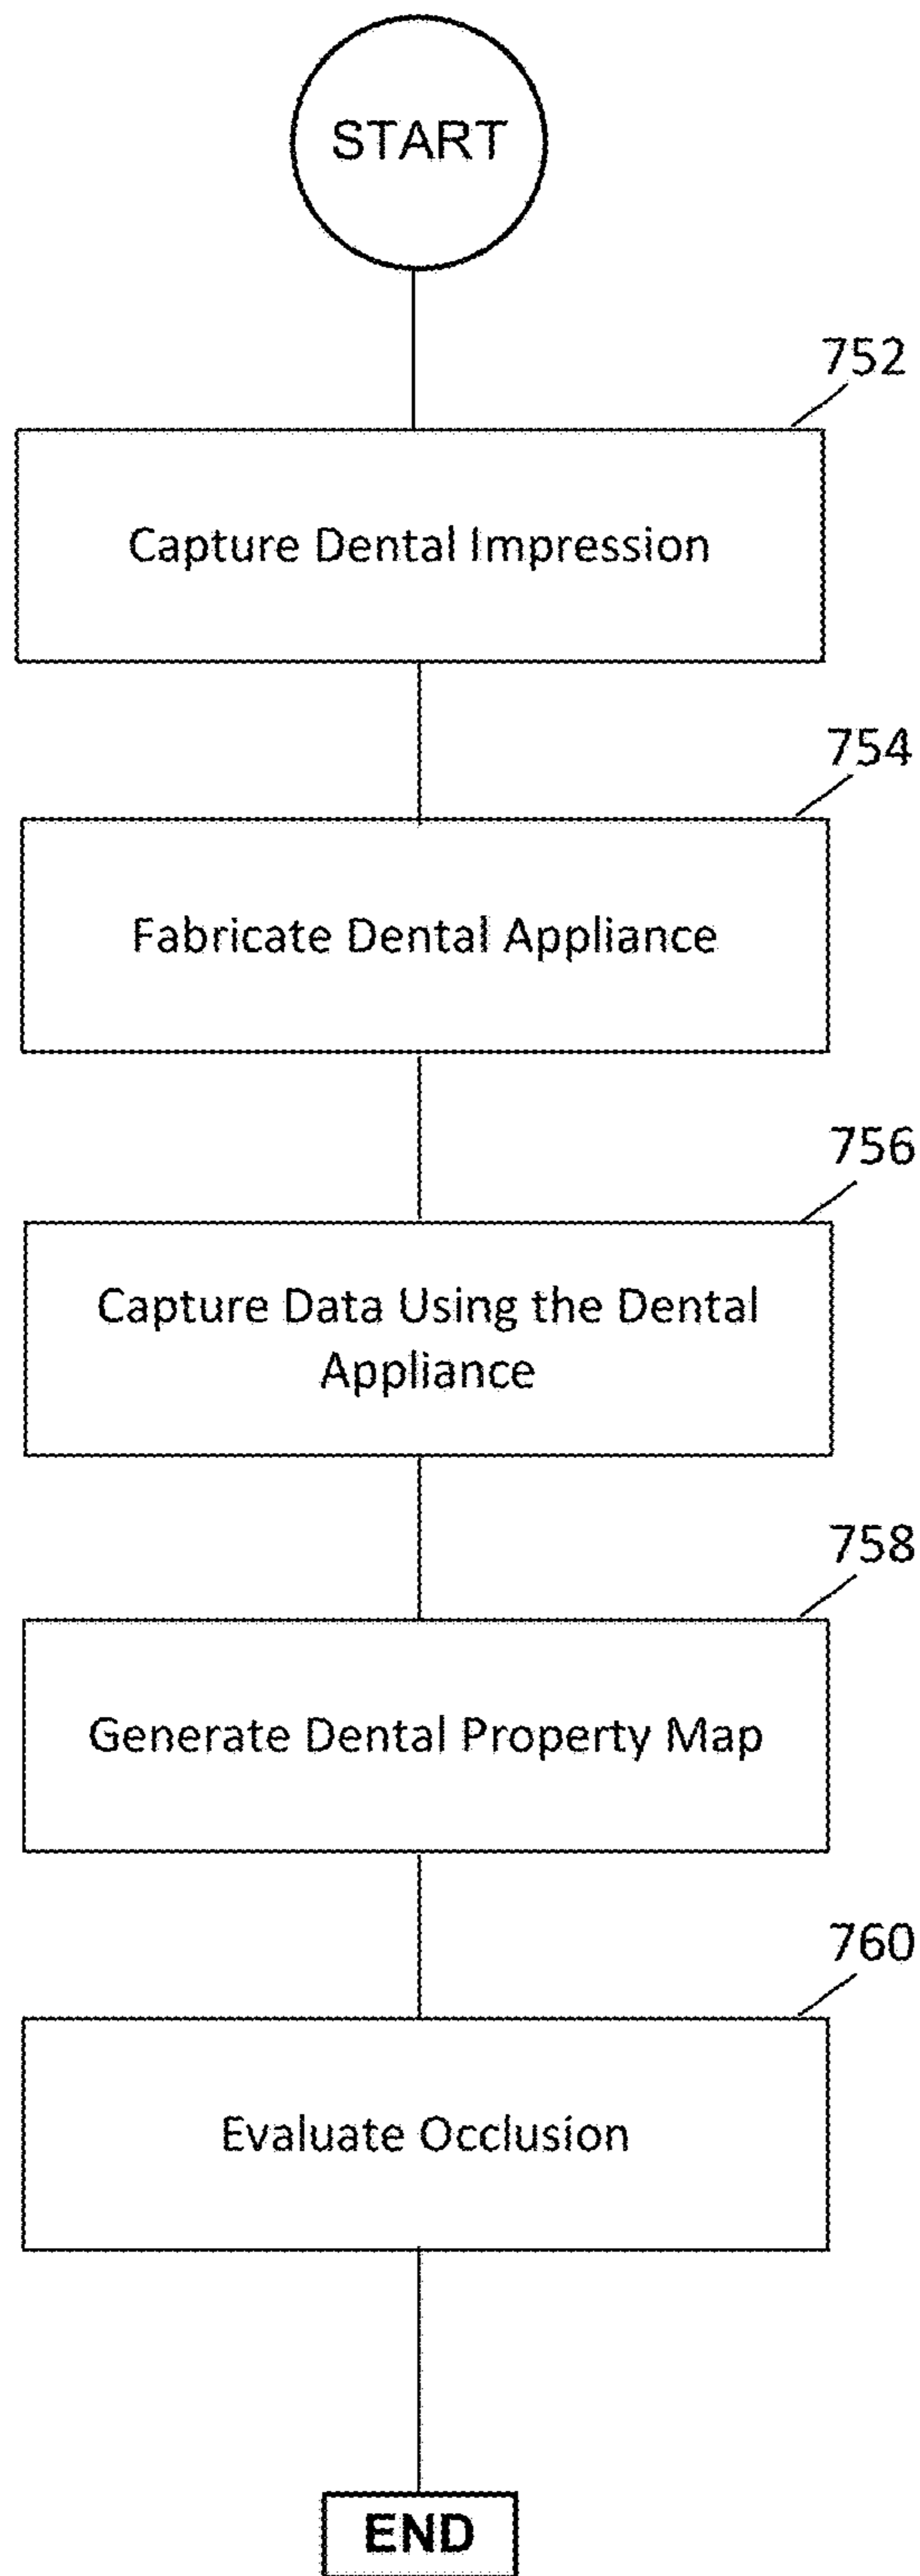 START
752
Capture Dental Impression
754
Fabricate Dental Appliance
756
Capture Data Using the Dental
Appliance
758
Generate Dental Property Map
760
Evaluate Occlusion
END